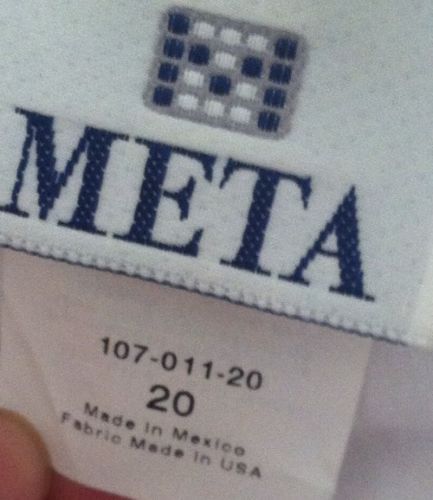 META
107-011-20
20
Made In Mexico
Fabric Made In USA